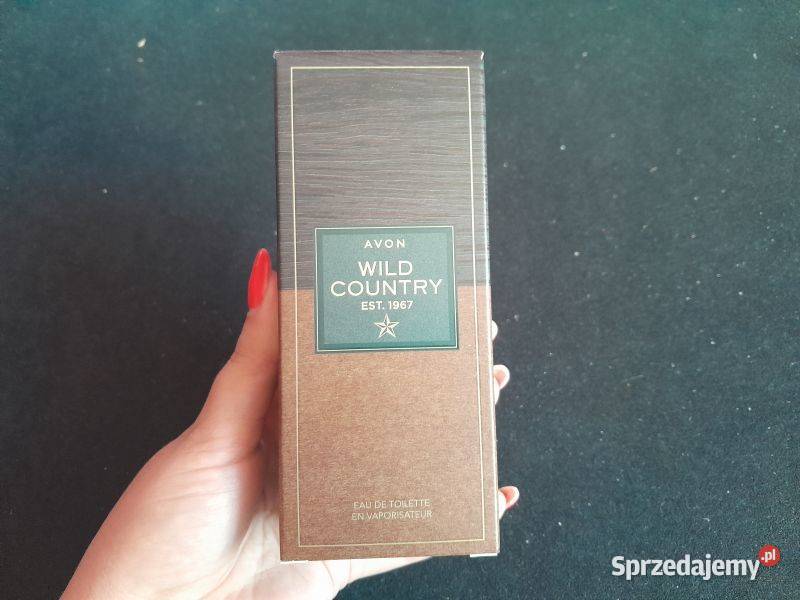 AVON
WILD
COUNTRY
EST. 1967
EAU DE TOILETTE
EN VAPORISATEUR
Sprzedajemy.pl